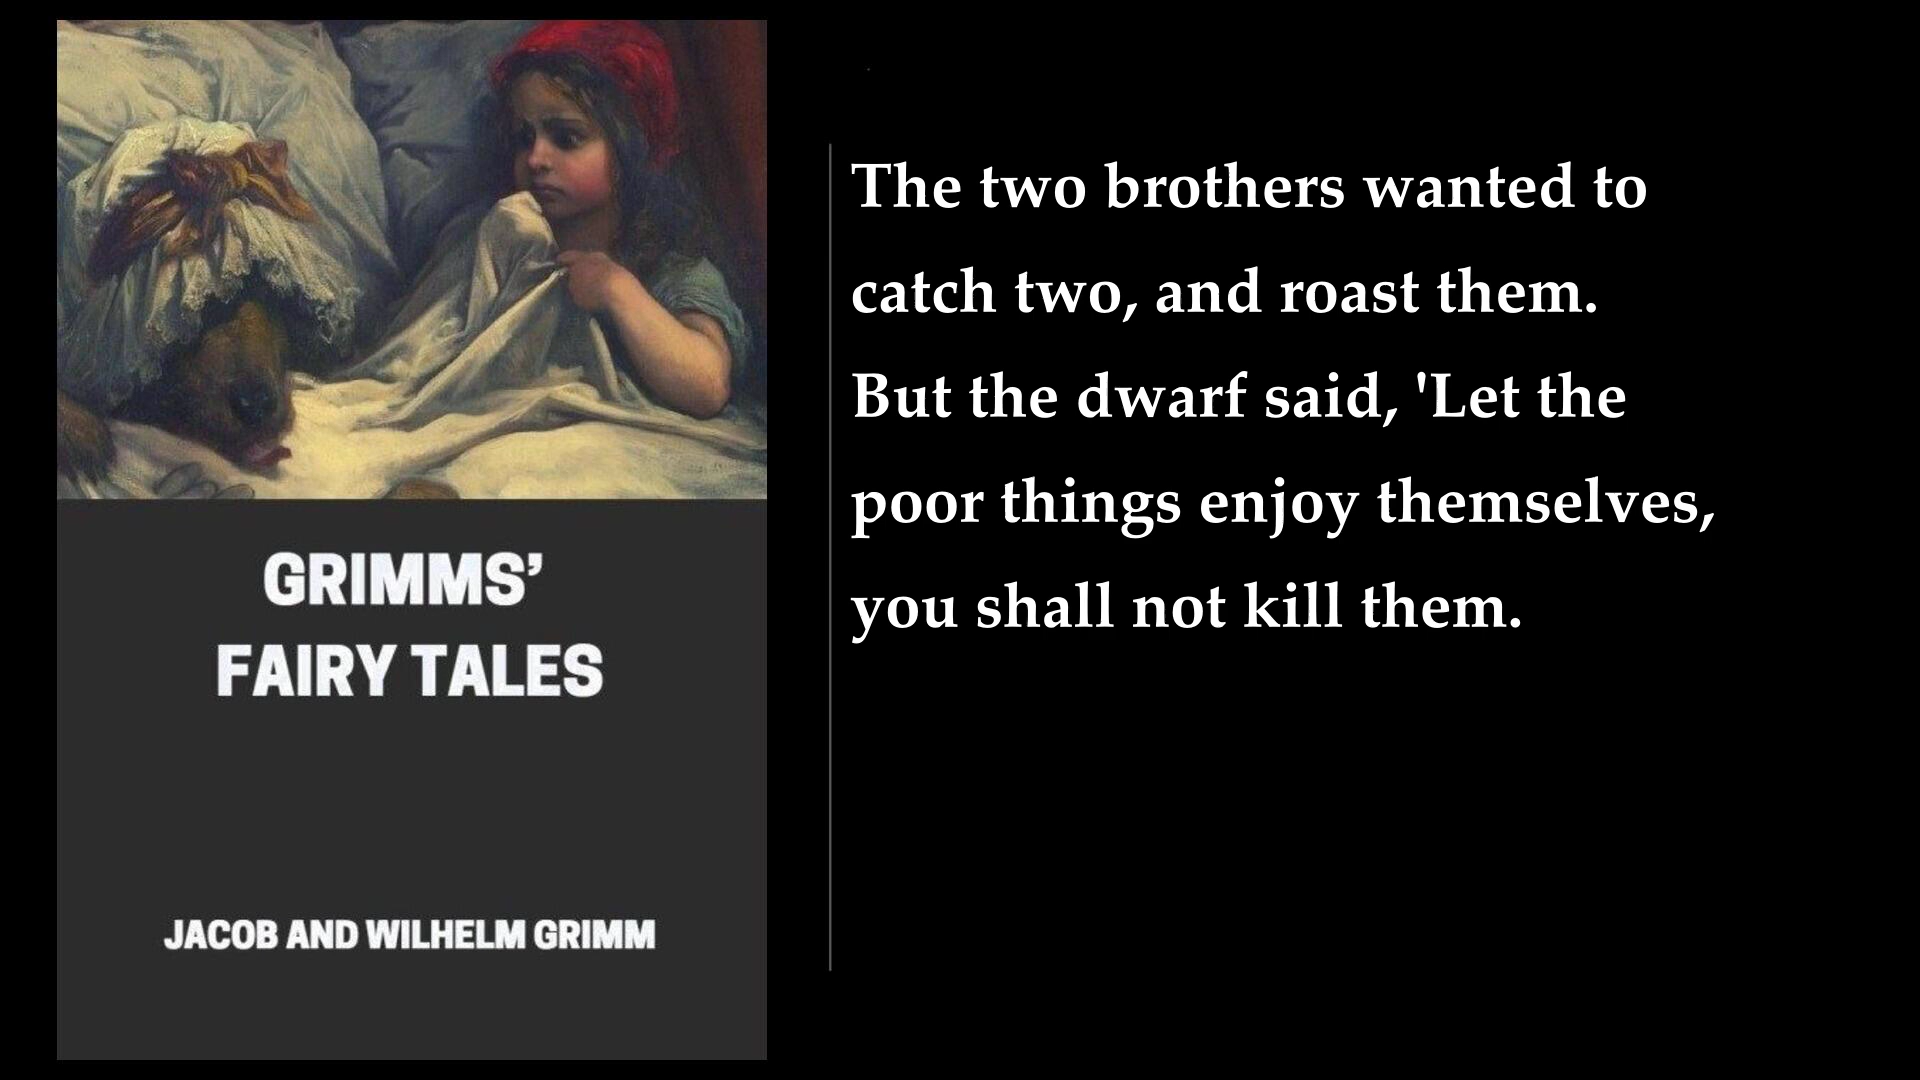 GRIMMS’
FAIRY TALES
JACOB AND WILHELM GRIMM
The two brothers wanted to
catch two, and roast them.
But the dwarf said, 'Let the
poor things enjoy themselves,
you shall not kill them.